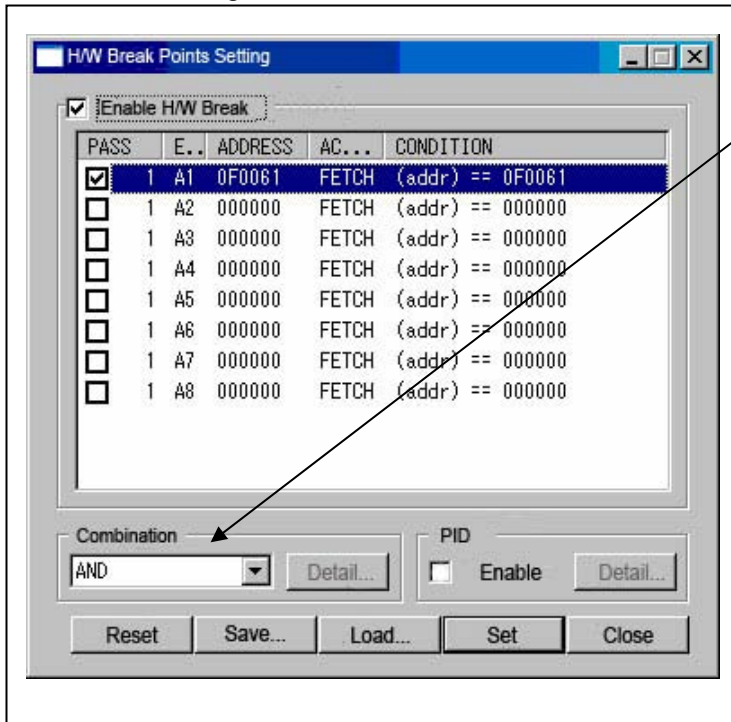 H/W Break Points Setting
Enable H/W Break
PASS E.. ADDRESS AC... CONDITION
1 A1 0F0061 FETCH (addr) == 0F0061
1 A2 000000 FETCH (addr) == 000000
1 A3 000000 FETCH (addr) == 000000
1 A4 000000 FETCH (addr) == 000000
1 A5 000000 FETCH (addr) == 000000
1 A6 000000 FETCH (addr) == 000000
1 A7 000000 FETCH (addr) == 000000
1 A8 000000 FETCH (addr) == 000000
Combination PID
AND Detail... Enable Detail...
Reset Save... Load... Set Close